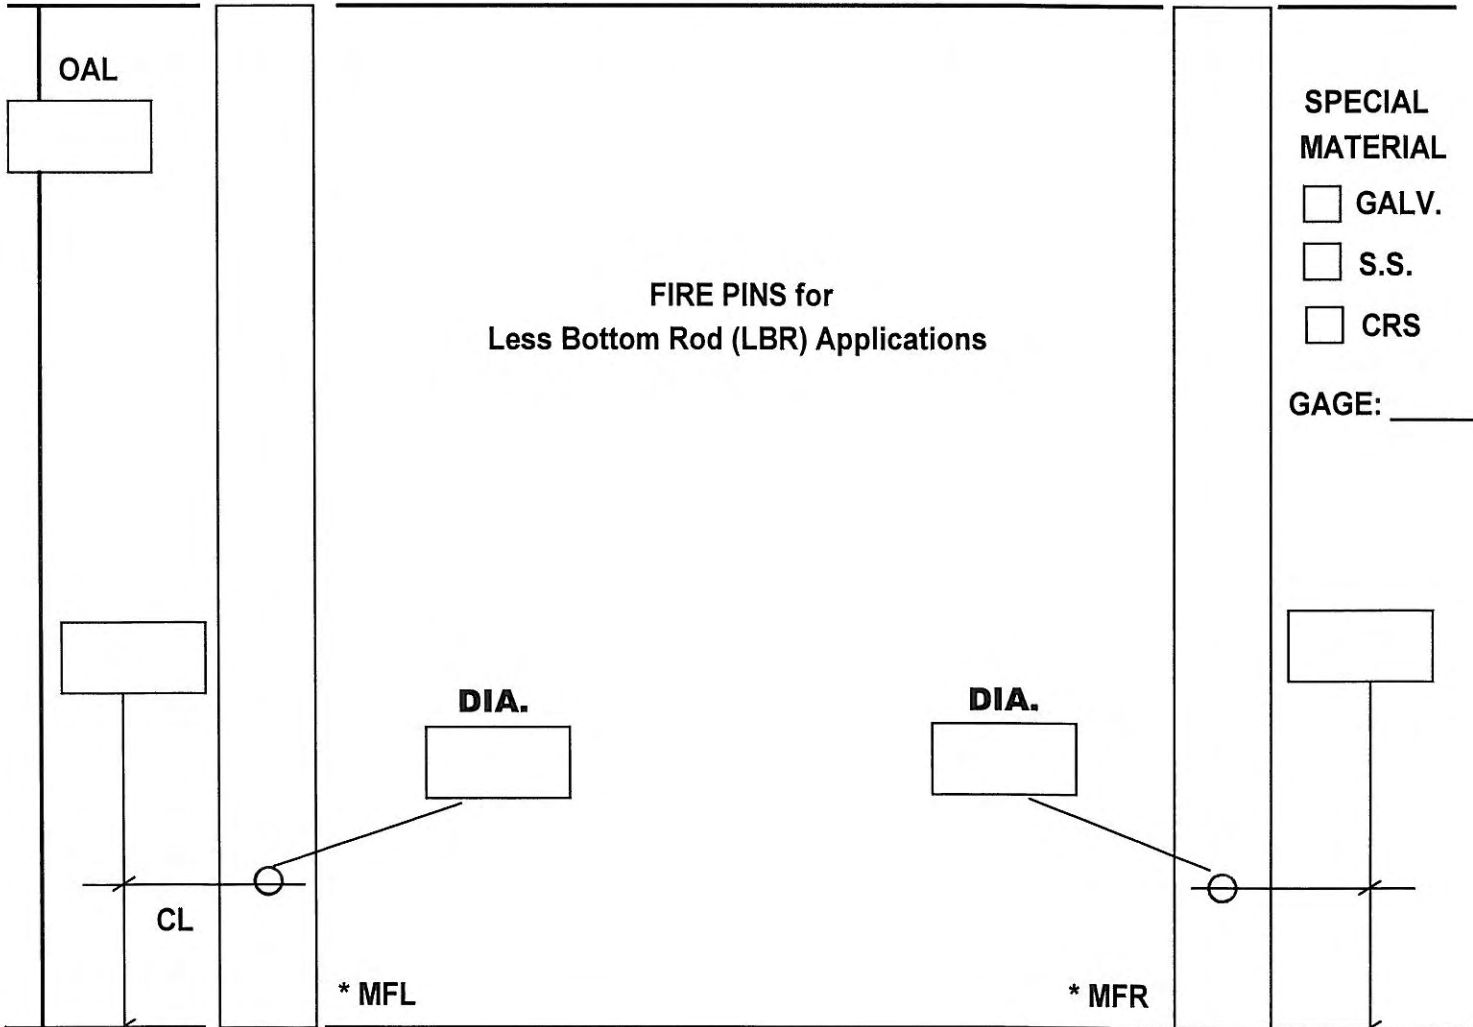 OAL
SPECIAL
MATERIAL
GALV.
S.S.
CRS
GAGE:
FIRE PINS for
Less Bottom Rod (LBR) Applications
DIA.
DIA.
CL
* MFL
* MFR